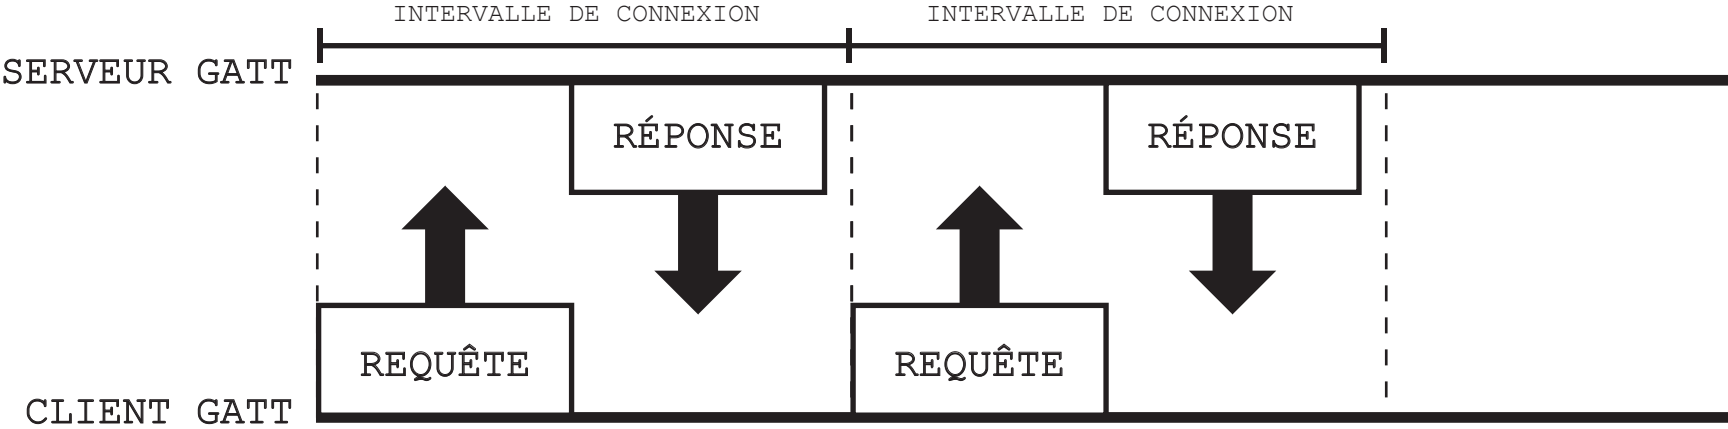 INTERVALLE DE CONNEXION INTERVALLE DE CONNEXION
SERVEUR GATT
RÉPONSE RÉPONSE
REQUÊTE REQUÊTE
CLIENT GATT